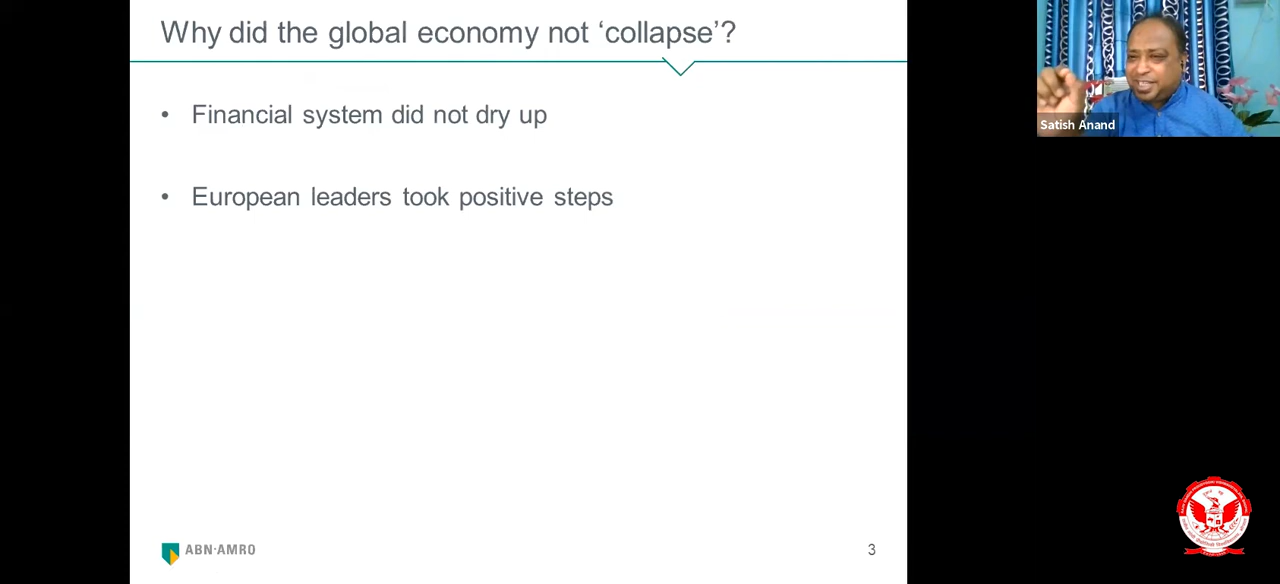 Why did the global economy not ‘collapse’?
• Financial system did not dry up
• European leaders took positive steps
Satish Anand
ABN·AMRO
3